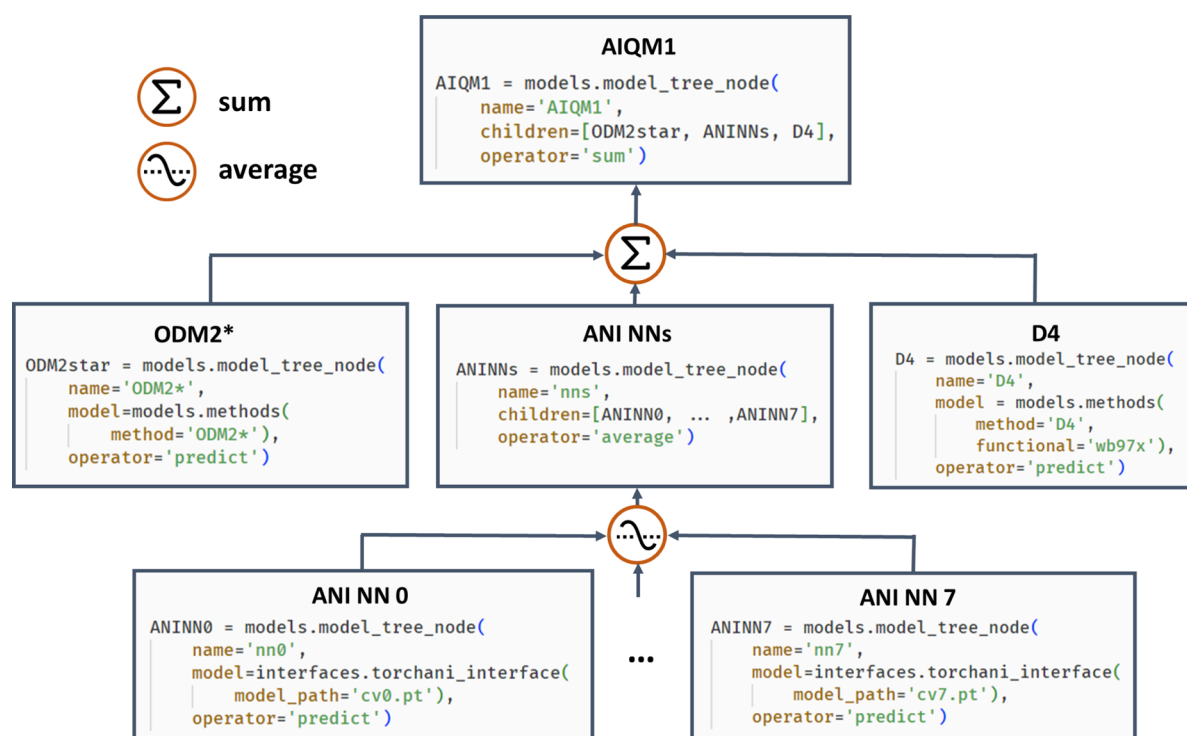 AIQM1
AIQM1 = models.model_tree_node(
name='AIQM1',
children=[ODM2star, ANINNs, D4],
operator='sum')
Σ sum
average
Σ
ODM2*
ODM2star = models.model_tree_node(
name='ODM2*',
model=models.methods(
method='ODM2*'),
operator='predict')
ANI NNs
ANINNs = models.model_tree_node(
name='nns',
children=[ANINN0, ... ,ANINN7],
operator='average')
D4
D4 = models.model_tree_node(
name='D4',
model = models.methods(
method='D4',
functional='wb97x'),
operator='predict')
ANI NN 0
ANINN0 = models.model_tree_node(
name='nn0',
model=interfaces.torchani_interface(
model_path='cv0.pt'),
operator='predict')
...
ANI NN 7
ANINN7 = models.model_tree_node(
name='nn7',
model=interfaces.torchani_interface(
model_path='cv7.pt'),
operator='predict')